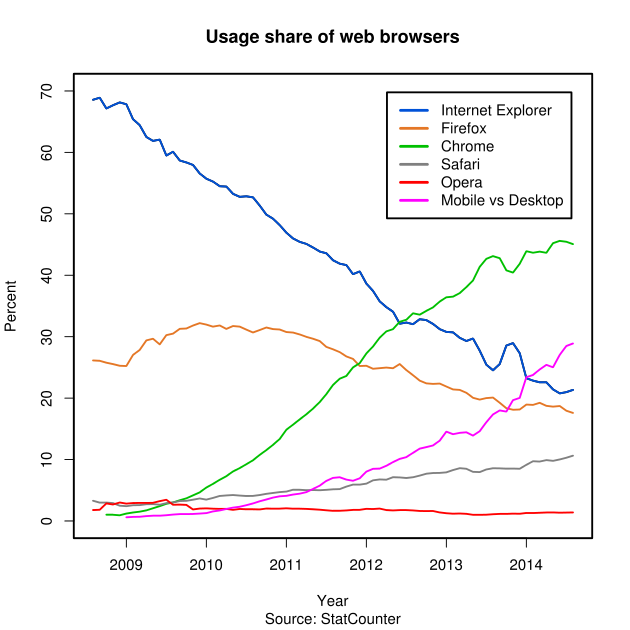 Usage share of web browsers
70
60
50
40
30
20
10
0
Percent
Internet Explorer
Firefox
Chrome
Safari
Opera
Mobile vs Desktop
2009 2010 2011 2012 2013 2014
Year
Source: StatCounter